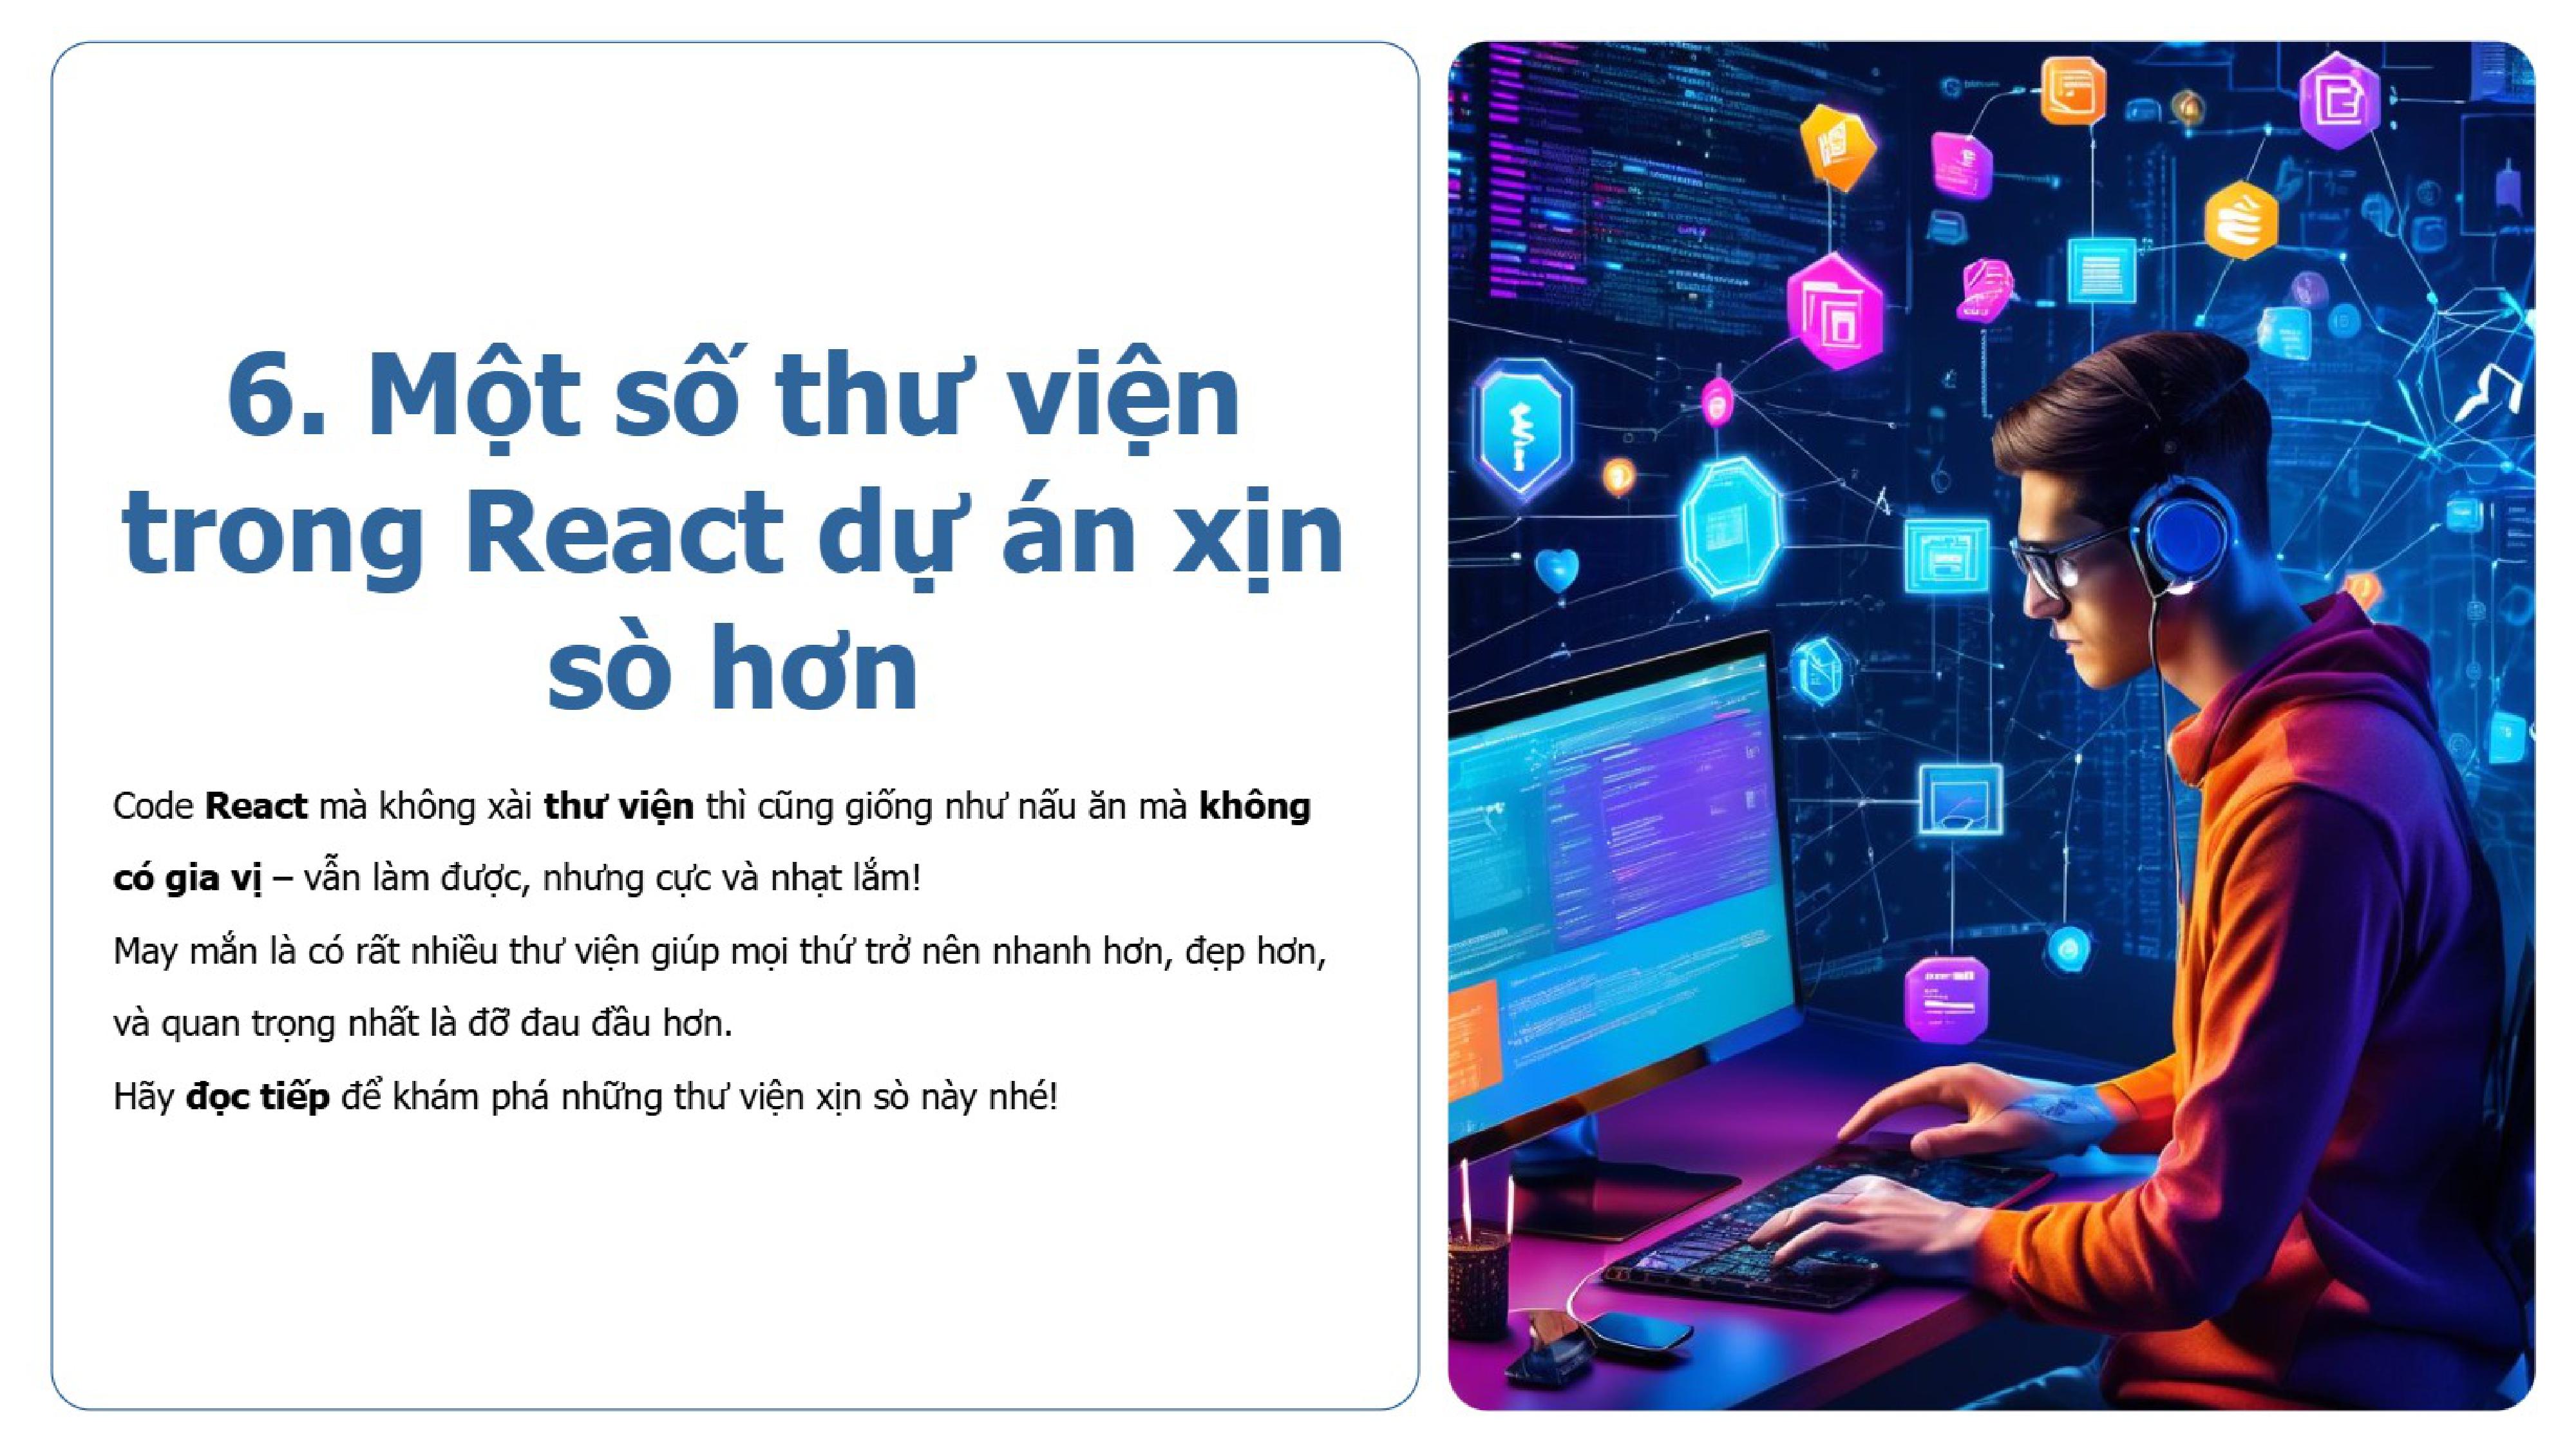 6. Một số thư viện
trong React dự án xịn
sò hơn
Code React mà không xài thư viện thì cũng giống như nấu ăn mà không
có gia vị – vẫn làm được, nhưng cực và nhạt lắm!
May mắn là có rất nhiều thư viện giúp mọi thứ trở nên nhanh hơn, đẹp hơn,
và quan trọng nhất là đỡ đau đầu hơn.
Hãy đọc tiếp để khám phá những thư viện xịn sò này nhé!